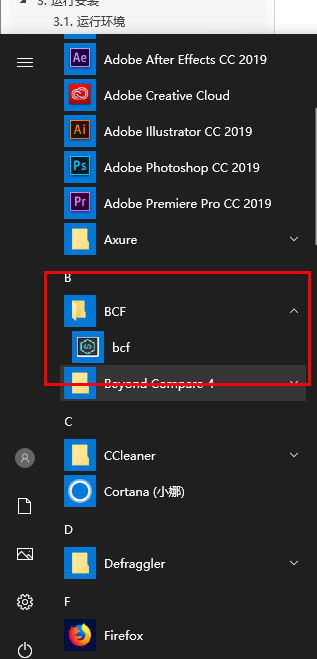 3. 运行安装
3.1. 运行环境
Ae
Adobe After Effects CC 2019
Adobe Creative Cloud
Ai
Adobe Illustrator CC 2019
Ps
Adobe Photoshop CC 2019
Pr
Adobe Premiere Pro CC 2019
Axure
B
BCF
bcf
Beyond Compare 4
C
CCleaner
Cortana (小娜)
D
Defraggler
F
Firefox